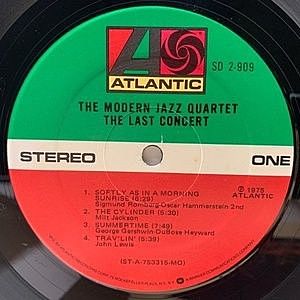 SD 2-909
ATLANTIC
THE MODERN JAZZ QUARTET
THE LAST CONCERT
STEREO
ONE
1. SOFTLY AS IN A MORNING
SUNRISE (6:29)
Sigmund Romburg-Oscar Hammerstein 2nd
2. THE CYLINDER (5:30)
Milt Jackson
3. SUMMERTIME (7:29)
George Gershwin-DuBose Heyward
4. TRAV'LIN' (5:39)
John Lewis
℗ 1975
ATLANTIC
(ST-A-753315-MO)